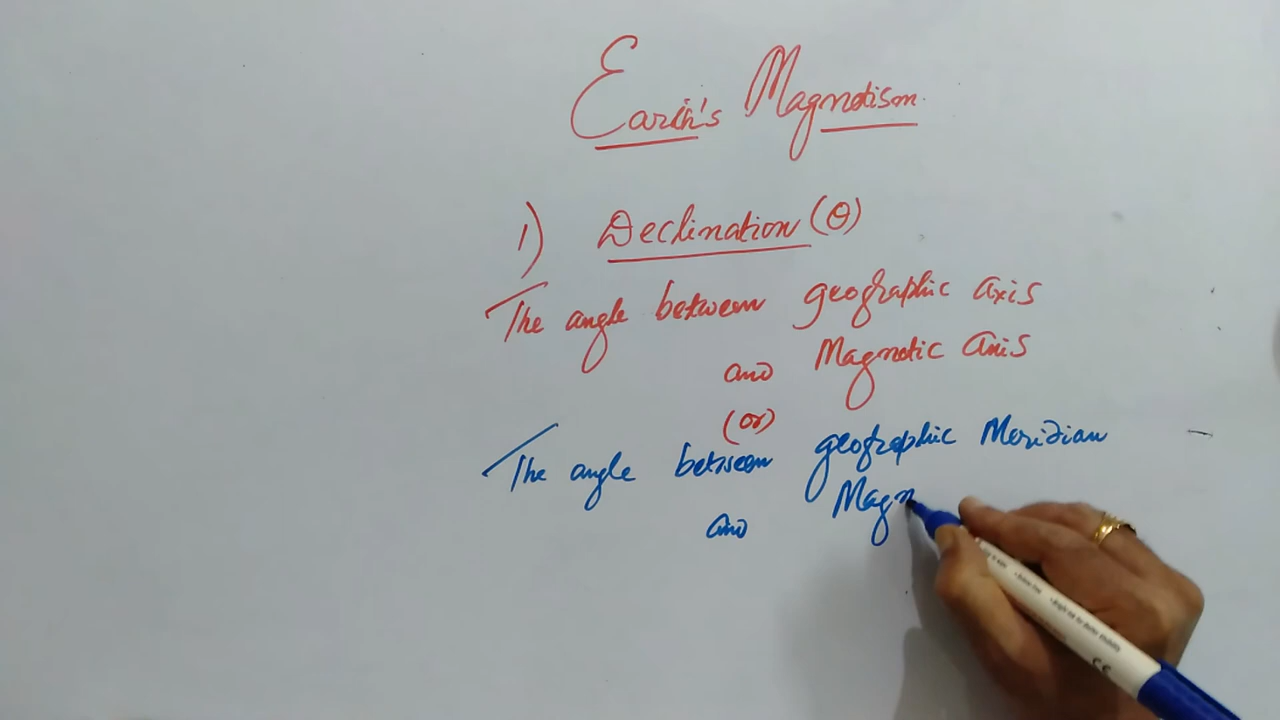 Earth's Magnetism.
1) Declination (θ)
The angle between geographic axis
and Magnetic axis
(or)
The angle between geographic Meridian
and Magn